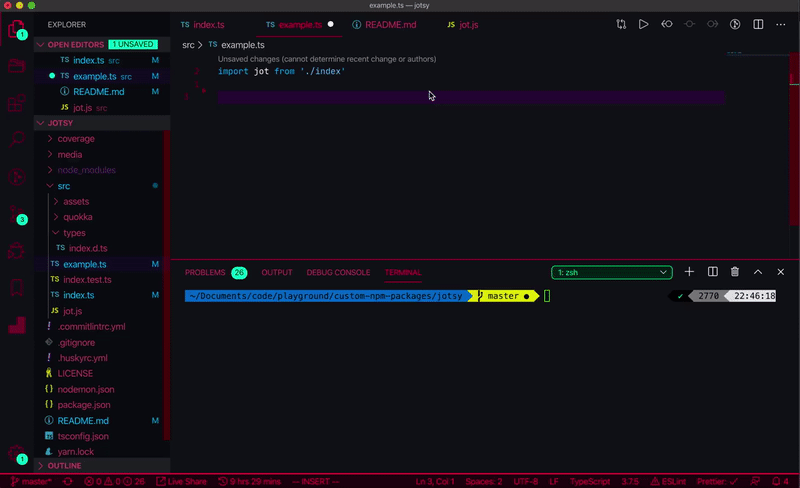 example.ts — jotsy
EXPLORER
OPEN EDITORS 1 UNSAVED
TS index.ts M
TS example.ts M
README.md M
JS jot.js src
JOTSY
coverage
media
node_modules
src
assets
quokka
types
TS index.d.ts
TS example.ts M
TS index.test.ts
TS index.ts M
JS jot.js
! .commitlintrc.yml
.gitignore
! .huskyrc.yml
LICENSE
{} nodemon.json
{} package.json
README.md M
tsconfig.json
yarn.lock
OUTLINE
1
3
1
TS index.ts
TS example.ts
README.md
JS jot.js
src > TS example.ts
Unsaved changes (cannot determine recent change or authors)
import jot from './index'
PROBLEMS 26 OUTPUT DEBUG CONSOLE TERMINAL 1: zsh
~/Documents/code/playground/custom-npm-packages/jotsy master ● ✔ 2770 22:46:18
master* 0 0 26 Live Share 9 hrs 29 mins -- INSERT -- Ln 3, Col 1 Spaces: 2 UTF-8 LF TypeScript 3.7.5 ESLint Prettier: ✓ 4